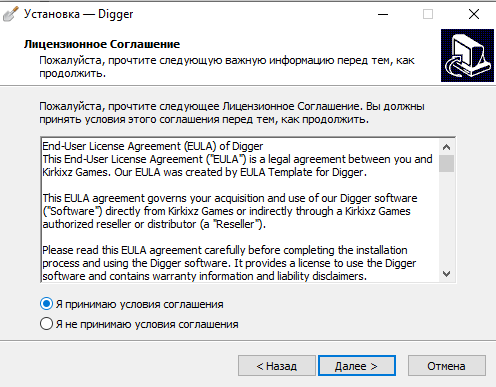 Установка — Digger
Лицензионное Соглашение
Пожалуйста, прочтите следующую важную информацию перед тем, как
продолжить.
Пожалуйста, прочтите следующее Лицензионное Соглашение. Вы должны
принять условия этого соглашения перед тем, как продолжить.
End-User License Agreement (EULA) of Digger
This End-User License Agreement ("EULA") is a legal agreement between you and
Kirkixz Games. Our EULA was created by EULA Template for Digger.
This EULA agreement governs your acquisition and use of our Digger software
("Software") directly from Kirkixz Games or indirectly through a Kirkixz Games
authorized reseller or distributor (a "Reseller").
Please read this EULA agreement carefully before completing the installation
process and using the Digger software. It provides a license to use the Digger
software and contains warranty information and liability disclaimers.
Я принимаю условия соглашения
Я не принимаю условия соглашения
< Назад
Далее >
Отмена